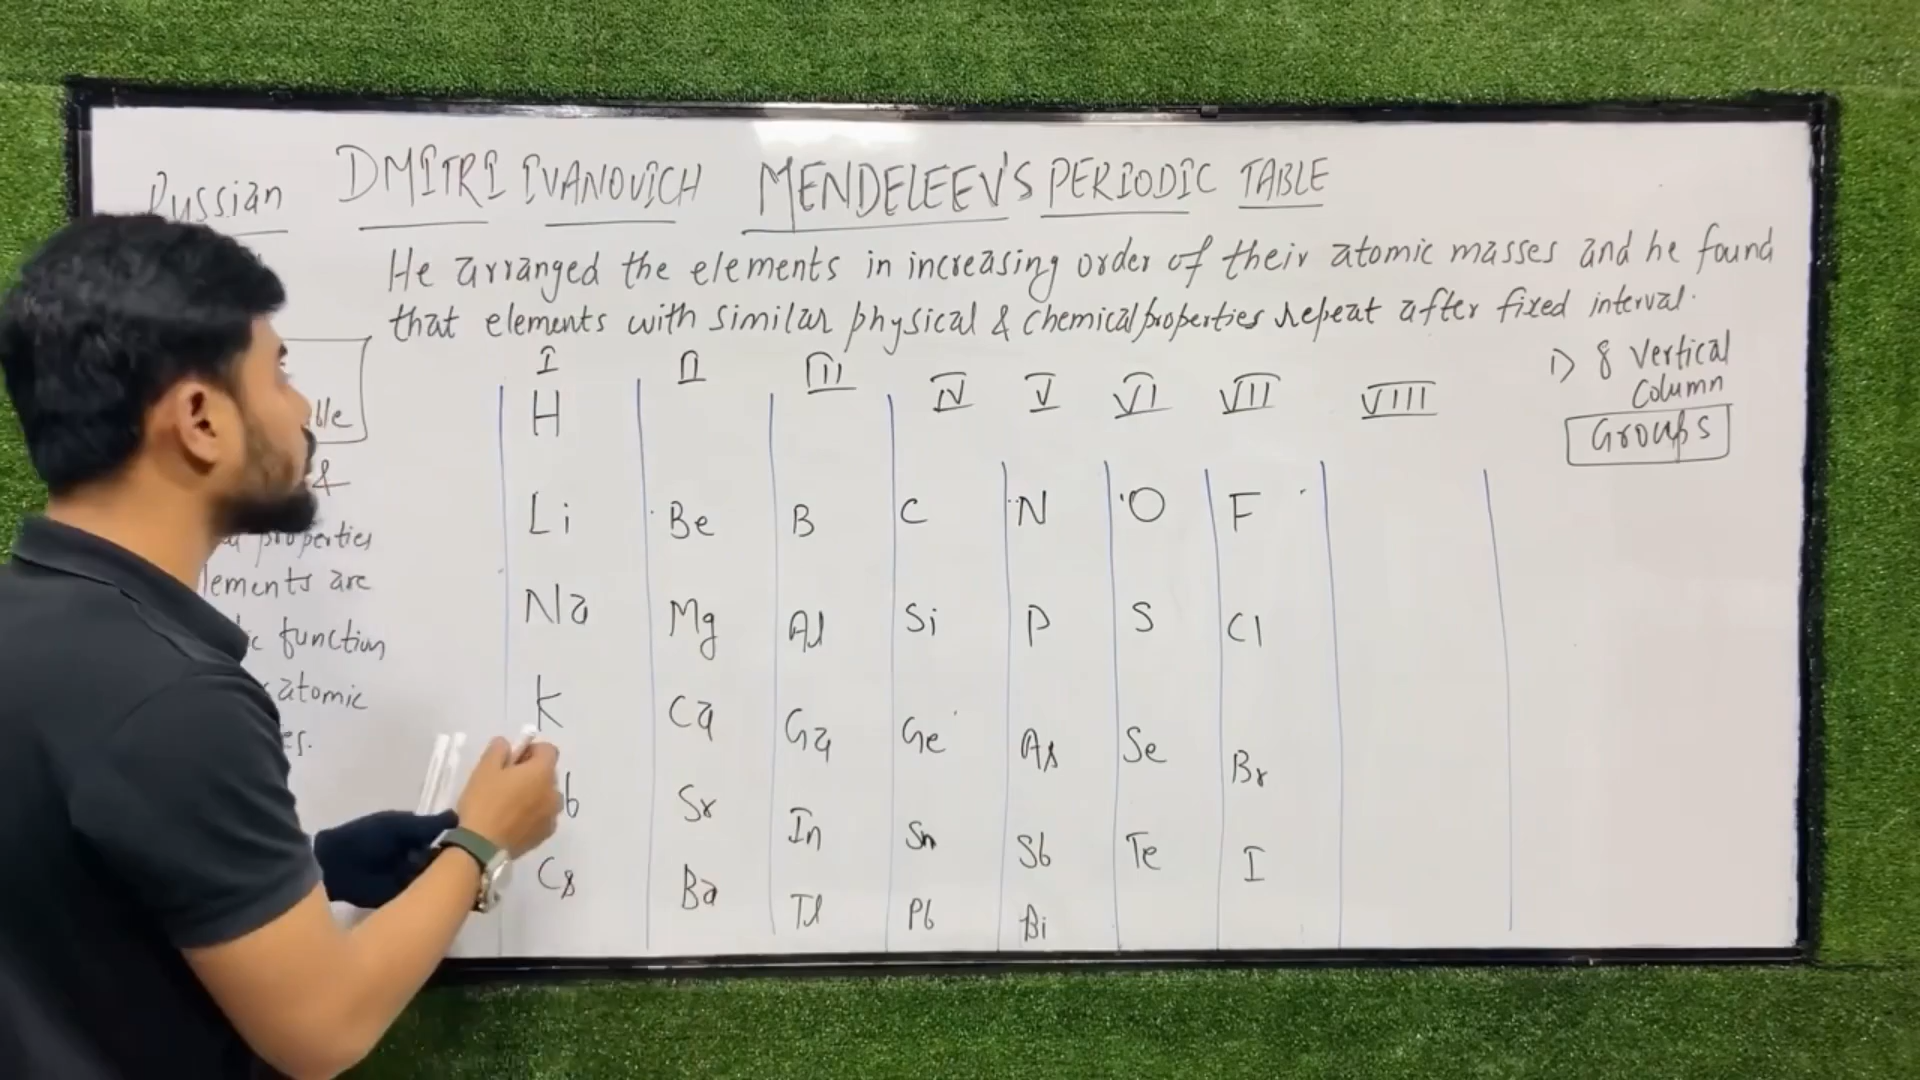 Russian DMITRI IVANOVICH MENDELEEV'S PERIODIC TABLE
He arranged the elements in increasing order of their atomic masses and he found
that elements with similar physical & chemical properties repeat after fixed interval.
&
properties
are
function
atomic
1) 8 Vertical
Column
Groups
I II III IV V VI VII VIII
H
Li Be B C N O F
Na Mg Al Si P S Cl
K Ca Ga Ge As Se Br
Sr In Sn Sb Te I
Cs Ba Tl Pb Bi